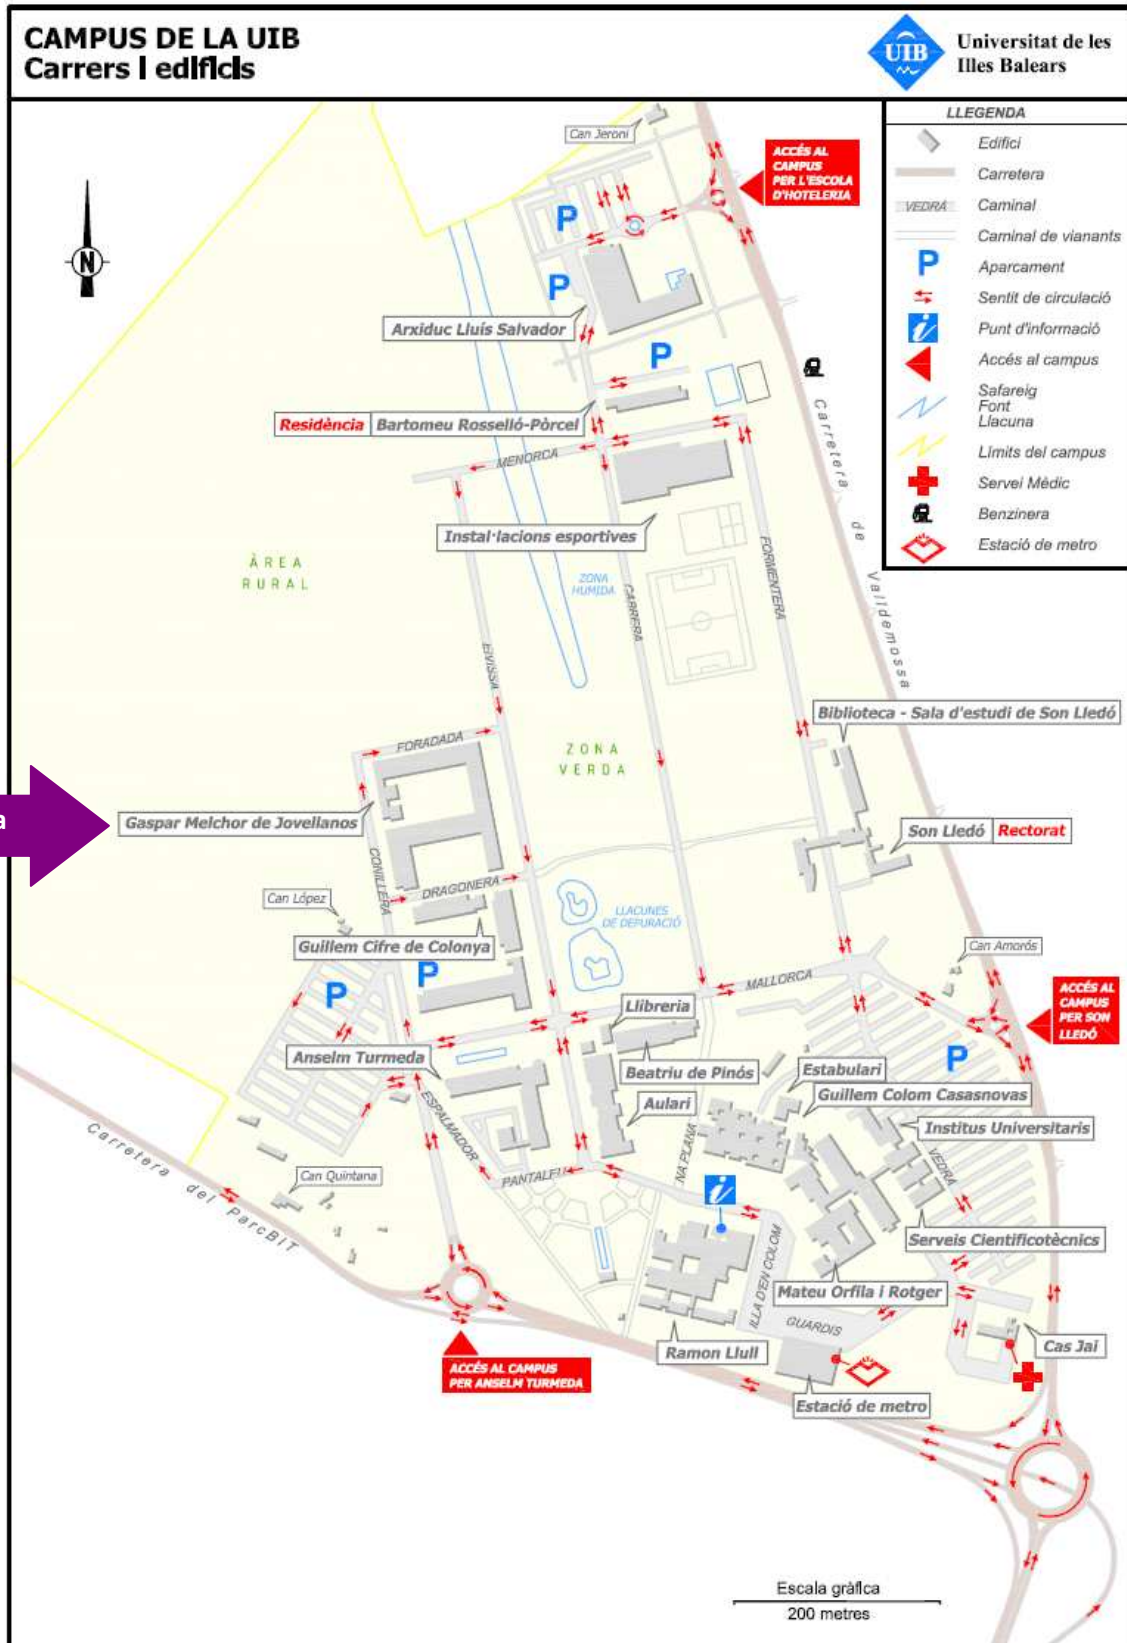 CAMPUS DE LA UIB
Carrers i edificis
UIB
Universitat de les
Illes Balears
LLEGENDA
Edifici
Carretera
VEDRÀ
Caminal
Caminal de vianants
P
Aparcament
Sentit de circulació
i
Punt d'informació
Accés al campus
Safareig
Font
Llacuna
Límits del campus
Servei Mèdic
Benzinera
Estació de metro
N
Can Jeroni
ACCÉS AL
CAMPUS
PER L'ESCOLA
D'HOTELERIA
P
P
Arxiduc Lluís Salvador
P
Residència
Bartomeu Rosselló-Pòrcel
MENORCA
Carretera de Valldemossa
Instal·lacions esportives
ÀREA
RURAL
ZONA
HUMIDA
CARRERA
FORMENTERA
EIVISSA
Biblioteca - Sala d'estudi de Son Lledó
FORADADA
ZONA
VERDA
a
Gaspar Melchor de Jovellanos
Son Lledó
Rectorat
CONILLERA
DRAGONERA
Can López
LLACUNES
DE DEPURACIÓ
Guillem Cifre de Colonya
Can Amorós
P
P
MALLORCA
ACCÉS AL
CAMPUS
PER SON
LLEDÓ
Llibreria
Anselm Turmeda
Beatriu de Pinós
Estabulari
P
Guillem Colom Casasnovas
Aulari
Institus Universitaris
ESPALMADOR
NA PLANA
VEDRÀ
Carretera del ParcBIT
Can Quintana
PANTALEU
i
Serveis Cientificotècnics
ILLA D'EN COLOM
Mateu Orfila i Rotger
GUARDIS
Ramon Llull
Cas Jai
ACCÉS AL CAMPUS
PER ANSELM TURMEDA
Estació de metro
Escala gràfica
200 metres